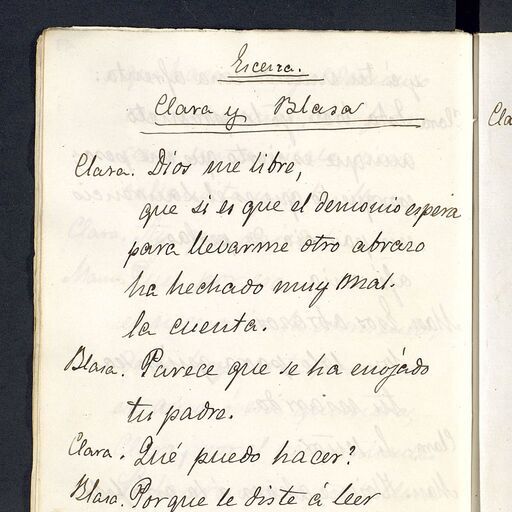 Escena.
Clara y Blasa
Clara. Dios me libre,
que si es que el demonio espera
para llevarme otro abrazo
ha hechado muy mal.
la cuenta.
Blasa. Parece que se ha enojádo
tu padre.
Clara. Qué puedo hacer?
Blasa. Porque le diste á leer
Cla